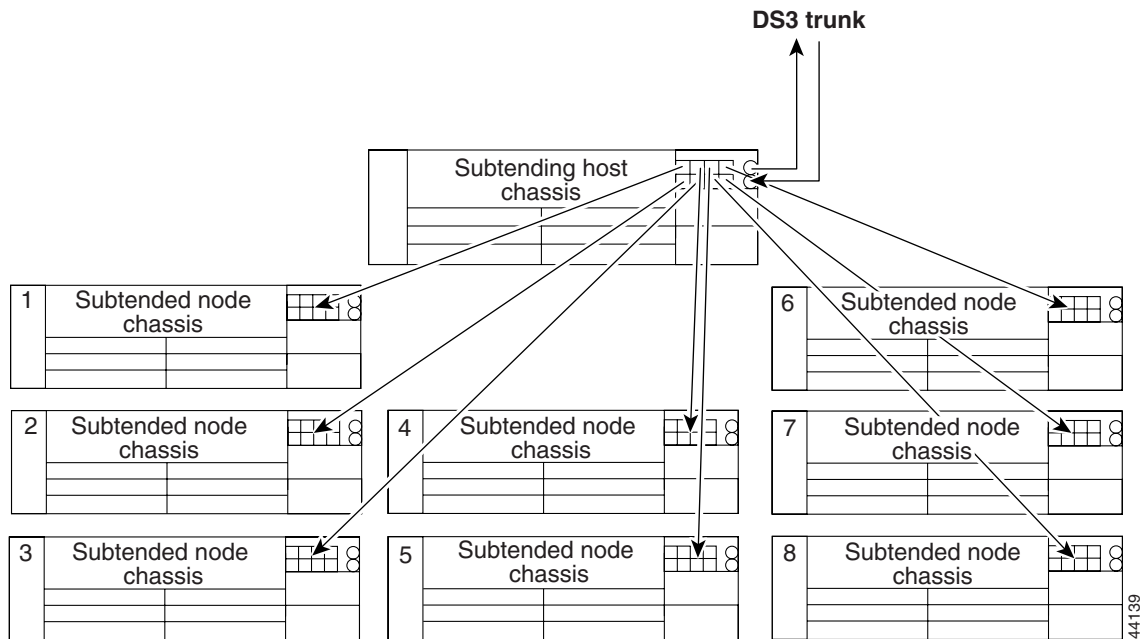 DS3 trunk
Subtending host
chassis
1
Subtended node
chassis
6
Subtended node
chassis
2
Subtended node
chassis
4
Subtended node
chassis
7
Subtended node
chassis
3
Subtended node
chassis
5
Subtended node
chassis
8
Subtended node
chassis
44139